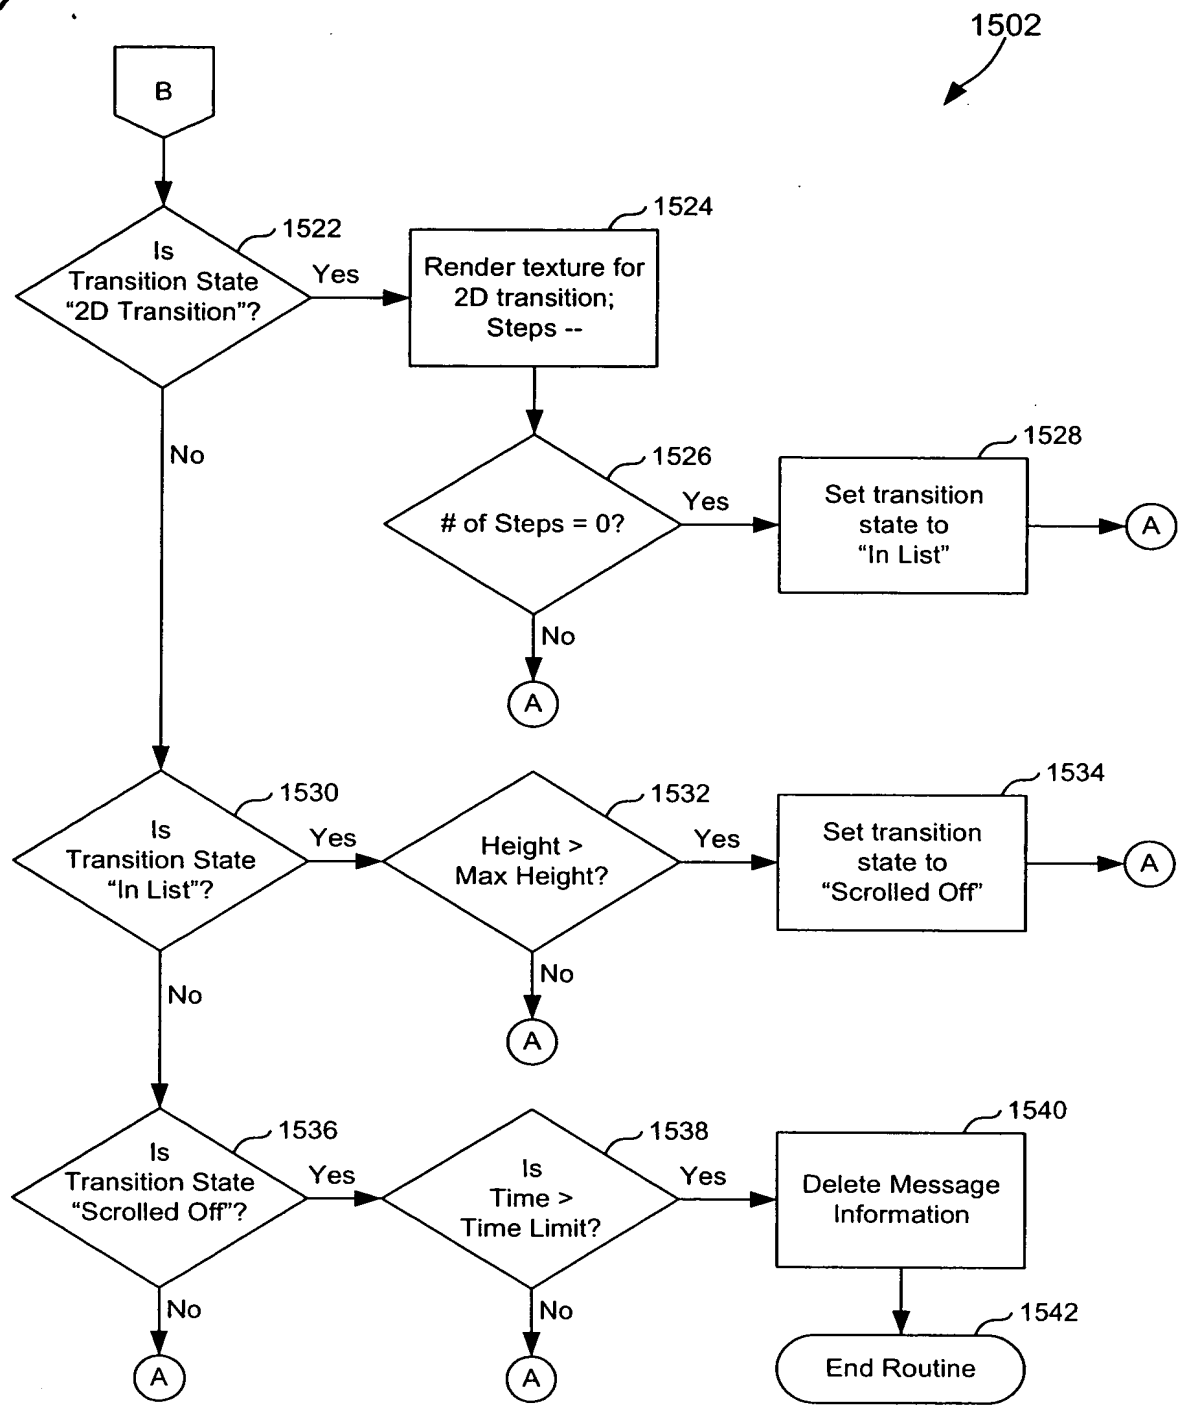 1502
B
1522
Is
Transition State
“2D Transition”?
Yes
1524
Render texture for
2D transition;
Steps --
No
1526
# of Steps = 0?
Yes
1528
Set transition
state to
“In List”
A
No
A
1530
Is
Transition State
“In List”?
Yes
1532
Height >
Max Height?
Yes
1534
Set transition
state to
“Scrolled Off”
A
No
A
No
1536
Is
Transition State
“Scrolled Off”?
Yes
1538
Is
Time >
Time Limit?
Yes
1540
Delete Message
Information
No
A
No
A
1542
End Routine